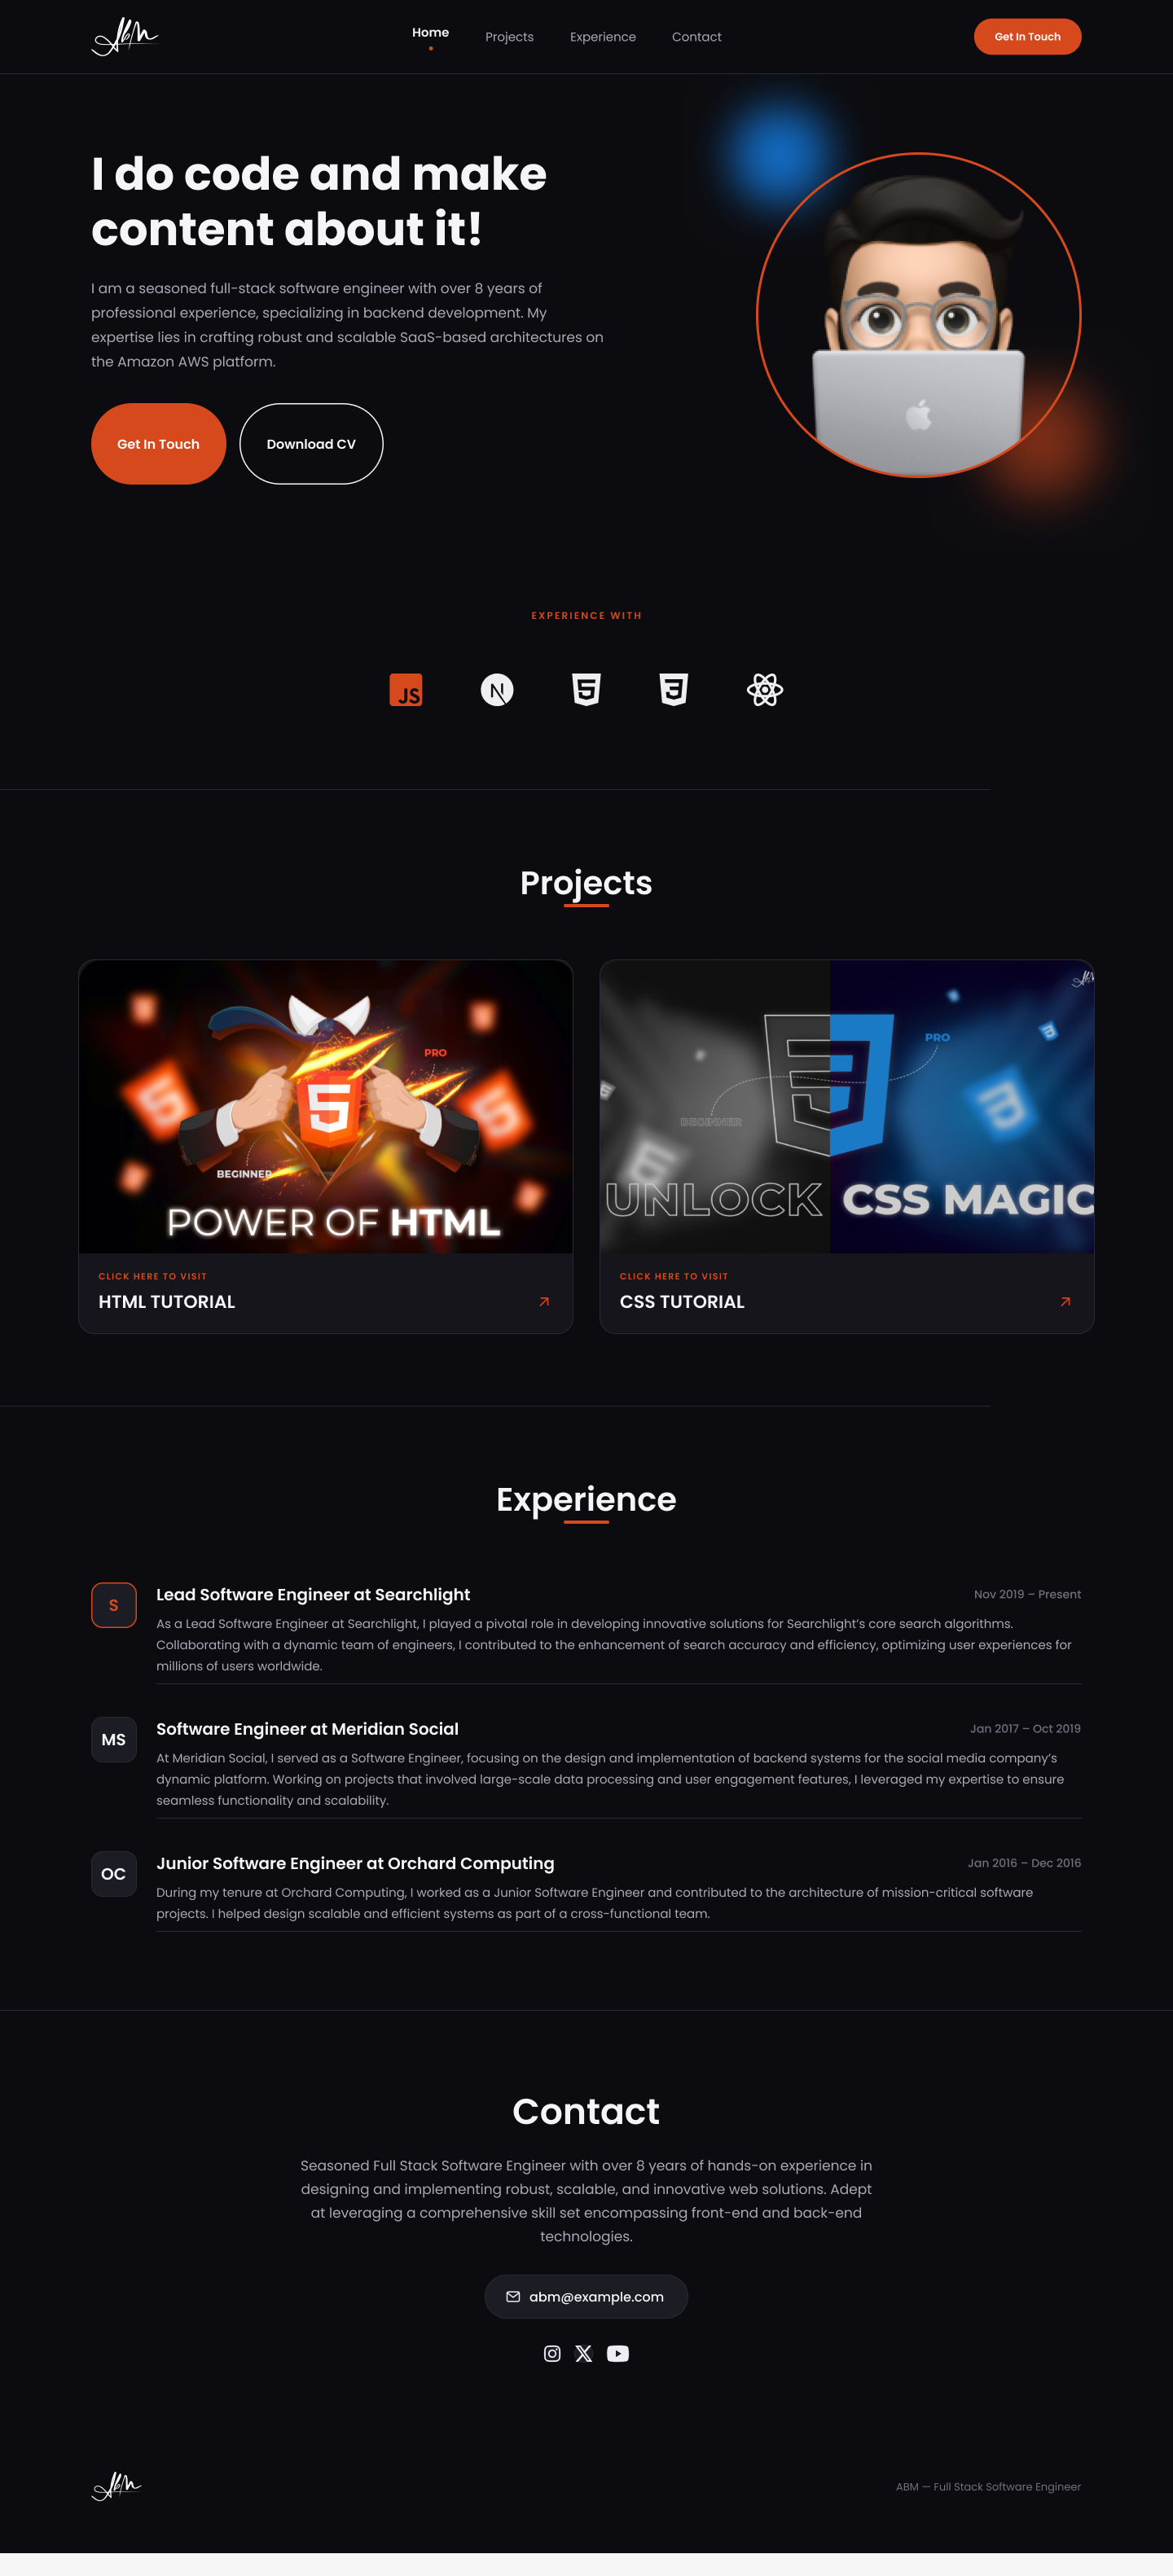 Abm
Home
Projects
Experience
Contact
Get In Touch
I do code and make
content about it!
I am a seasoned full-stack software engineer with over 8 years of
professional experience, specializing in backend development. My
expertise lies in crafting robust and scalable SaaS-based architectures on
the Amazon AWS platform.
Get In Touch
Download CV
EXPERIENCE WITH
JS
N
5
3
Projects
PRO
5
BEGINNER
POWER OF HTML
CLICK HERE TO VISIT
HTML TUTORIAL
PRO
BEGINNER
UNLOCK CSS MAGIC
CLICK HERE TO VISIT
CSS TUTORIAL
Experience
S
Lead Software Engineer at Searchlight
Nov 2019 – Present
As a Lead Software Engineer at Searchlight, I played a pivotal role in developing innovative solutions for Searchlight’s core search algorithms.
Collaborating with a dynamic team of engineers, I contributed to the enhancement of search accuracy and efficiency, optimizing user experiences for
millions of users worldwide.
MS
Software Engineer at Meridian Social
Jan 2017 – Oct 2019
At Meridian Social, I served as a Software Engineer, focusing on the design and implementation of backend systems for the social media company’s
dynamic platform. Working on projects that involved large-scale data processing and user engagement features, I leveraged my expertise to ensure
seamless functionality and scalability.
OC
Junior Software Engineer at Orchard Computing
Jan 2016 – Dec 2016
During my tenure at Orchard Computing, I worked as a Junior Software Engineer and contributed to the architecture of mission-critical software
projects. I helped design scalable and efficient systems as part of a cross-functional team.
Contact
Seasoned Full Stack Software Engineer with over 8 years of hands-on experience in
designing and implementing robust, scalable, and innovative web solutions. Adept
at leveraging a comprehensive skill set encompassing front-end and back-end
technologies.
abm@example.com
Abm
ABM — Full Stack Software Engineer